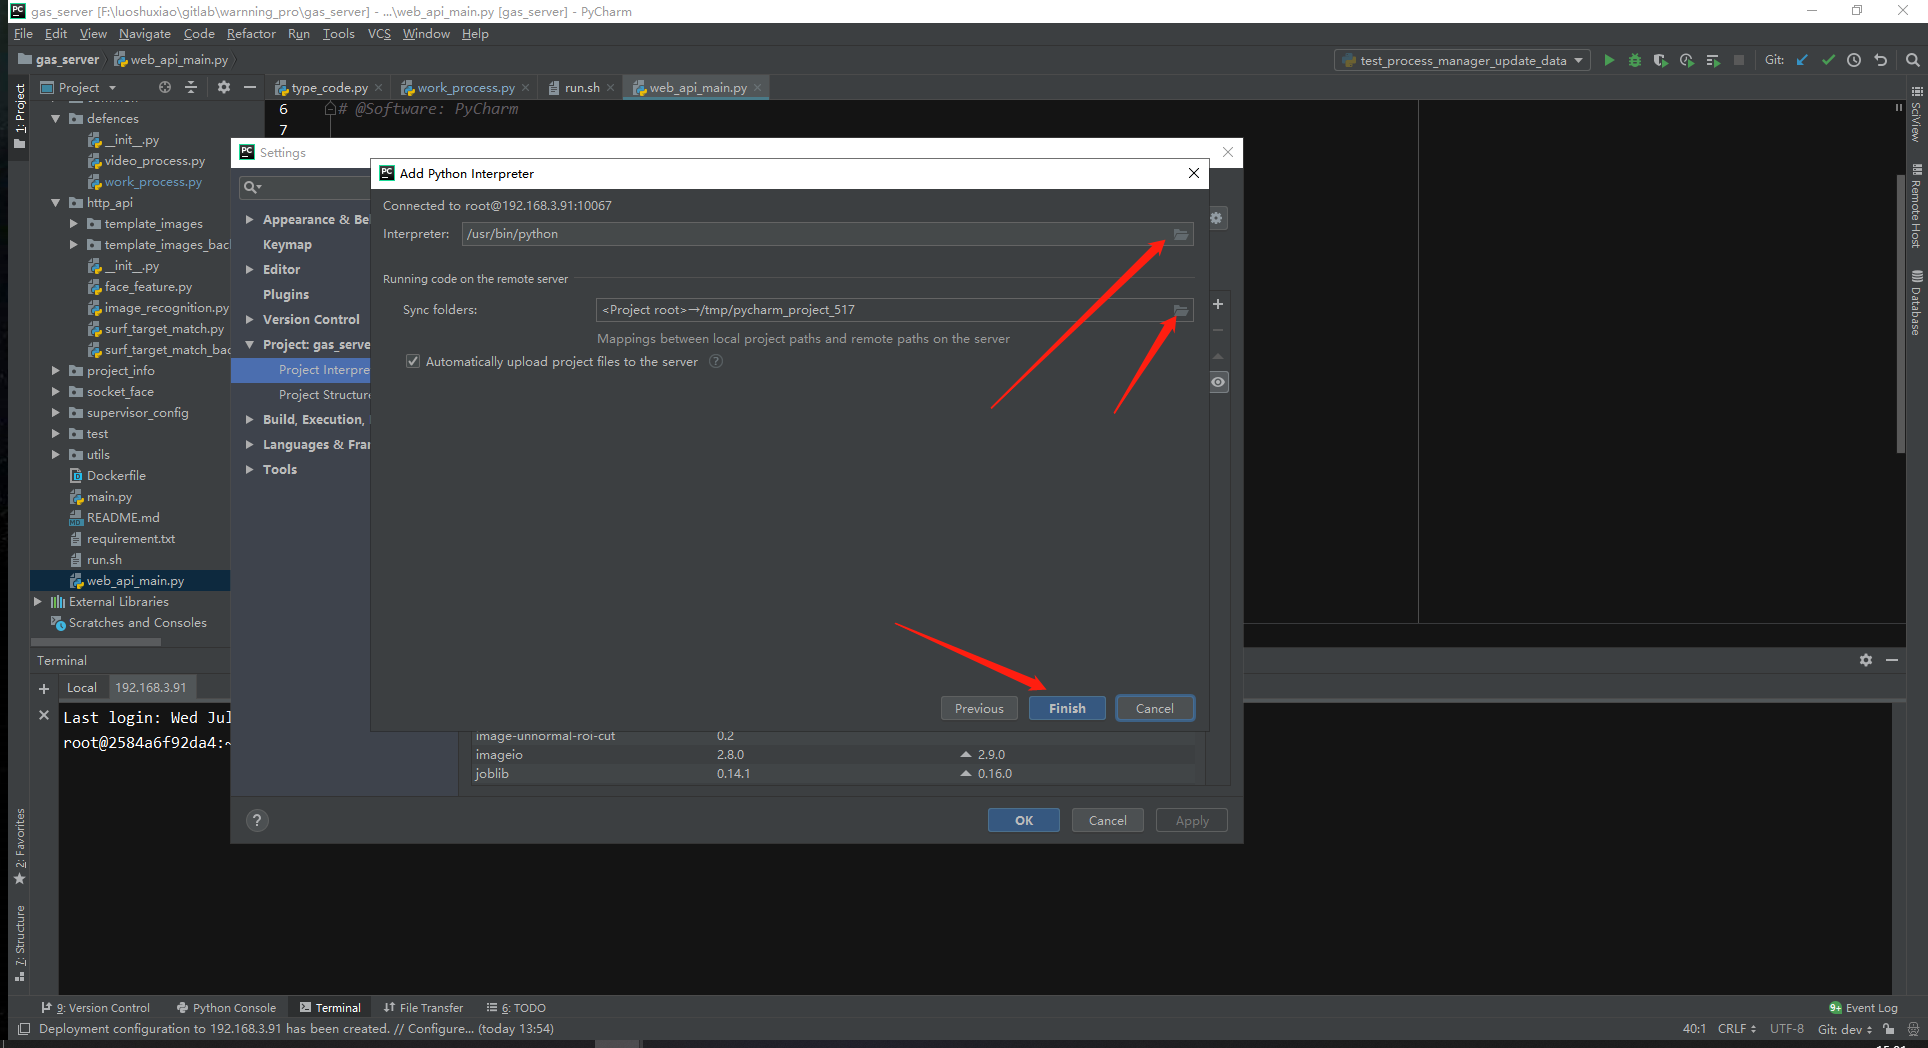 gas_server [F:\luoshuxiao\gitlab\warnning_pro\gas_server] - ...\web_api_main.py [gas_server] - PyCharm
File Edit View Navigate Code Refactor Run Tools VCS Window Help
gas_server web_api_main.py
test_process_manager_update_data Git:
Project
type_code.py work_process.py run.sh web_api_main.py
6 # @Software: PyCharm
7
1: Project
defences
__init__.py
video_process.py
work_process.py
http_api
template_images
template_images_bac
__init__.py
face_feature.py
image_recognition.py
surf_target_match.py
surf_target_match_bac
project_info
socket_face
supervisor_config
test
utils
Dockerfile
main.py
README.md
requirement.txt
run.sh
web_api_main.py
External Libraries
Scratches and Consoles
Settings
Appearance & Be
Keymap
Editor
Plugins
Version Control
Project: gas_serve
Project Interpre
Project Structure
Build, Execution,
Languages & Fra
Tools
Add Python Interpreter
Connected to root@192.168.3.91:10067
Interpreter: /usr/bin/python
Running code on the remote server
Sync folders: <Project root>→/tmp/pycharm_project_517
Mappings between local project paths and remote paths on the server
Automatically upload project files to the server ?
Previous Finish Cancel
image-unnormal-roi-cut 0.2
imageio 2.8.0 2.9.0
joblib 0.14.1 0.16.0
? OK Cancel Apply
SciView
Remote Host
Database
Terminal
Local 192.168.3.91
Last login: Wed Jul
root@2584a6f92da4:~
2: Favorites
7: Structure
9: Version Control Python Console Terminal File Transfer 6: TODO 9+ Event Log
Deployment configuration to 192.168.3.91 has been created. // Configure... (today 13:54) 40:1 CRLF UTF-8 Git: dev